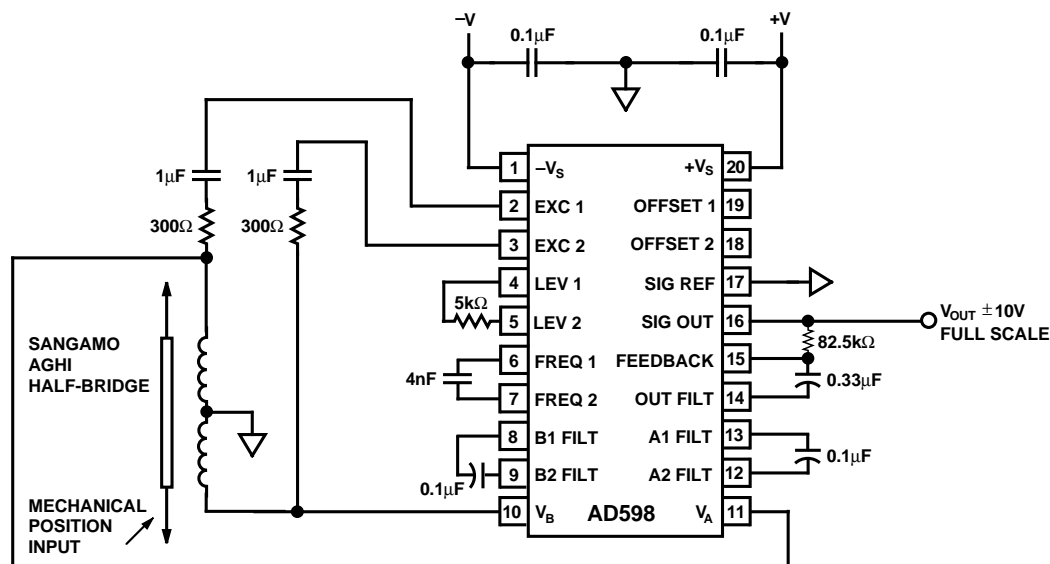 –V
+V
0.1μF
0.1μF
1μF
300Ω
1μF
300Ω
1 –VS
+VS 20
2 EXC 1
OFFSET 1 19
3 EXC 2
OFFSET 2 18
4 LEV 1
SIG REF 17
5kΩ
5 LEV 2
SIG OUT 16
VOUT ±10V
FULL SCALE
82.5kΩ
6 FREQ 1
FEEDBACK 15
4nF
0.33μF
7 FREQ 2
OUT FILT 14
8 B1 FILT
A1 FILT 13
0.1μF
9 B2 FILT
A2 FILT 12
0.1μF
10 VB
AD598
VA 11
SANGAMO
AGHI
HALF-BRIDGE
MECHANICAL
POSITION
INPUT